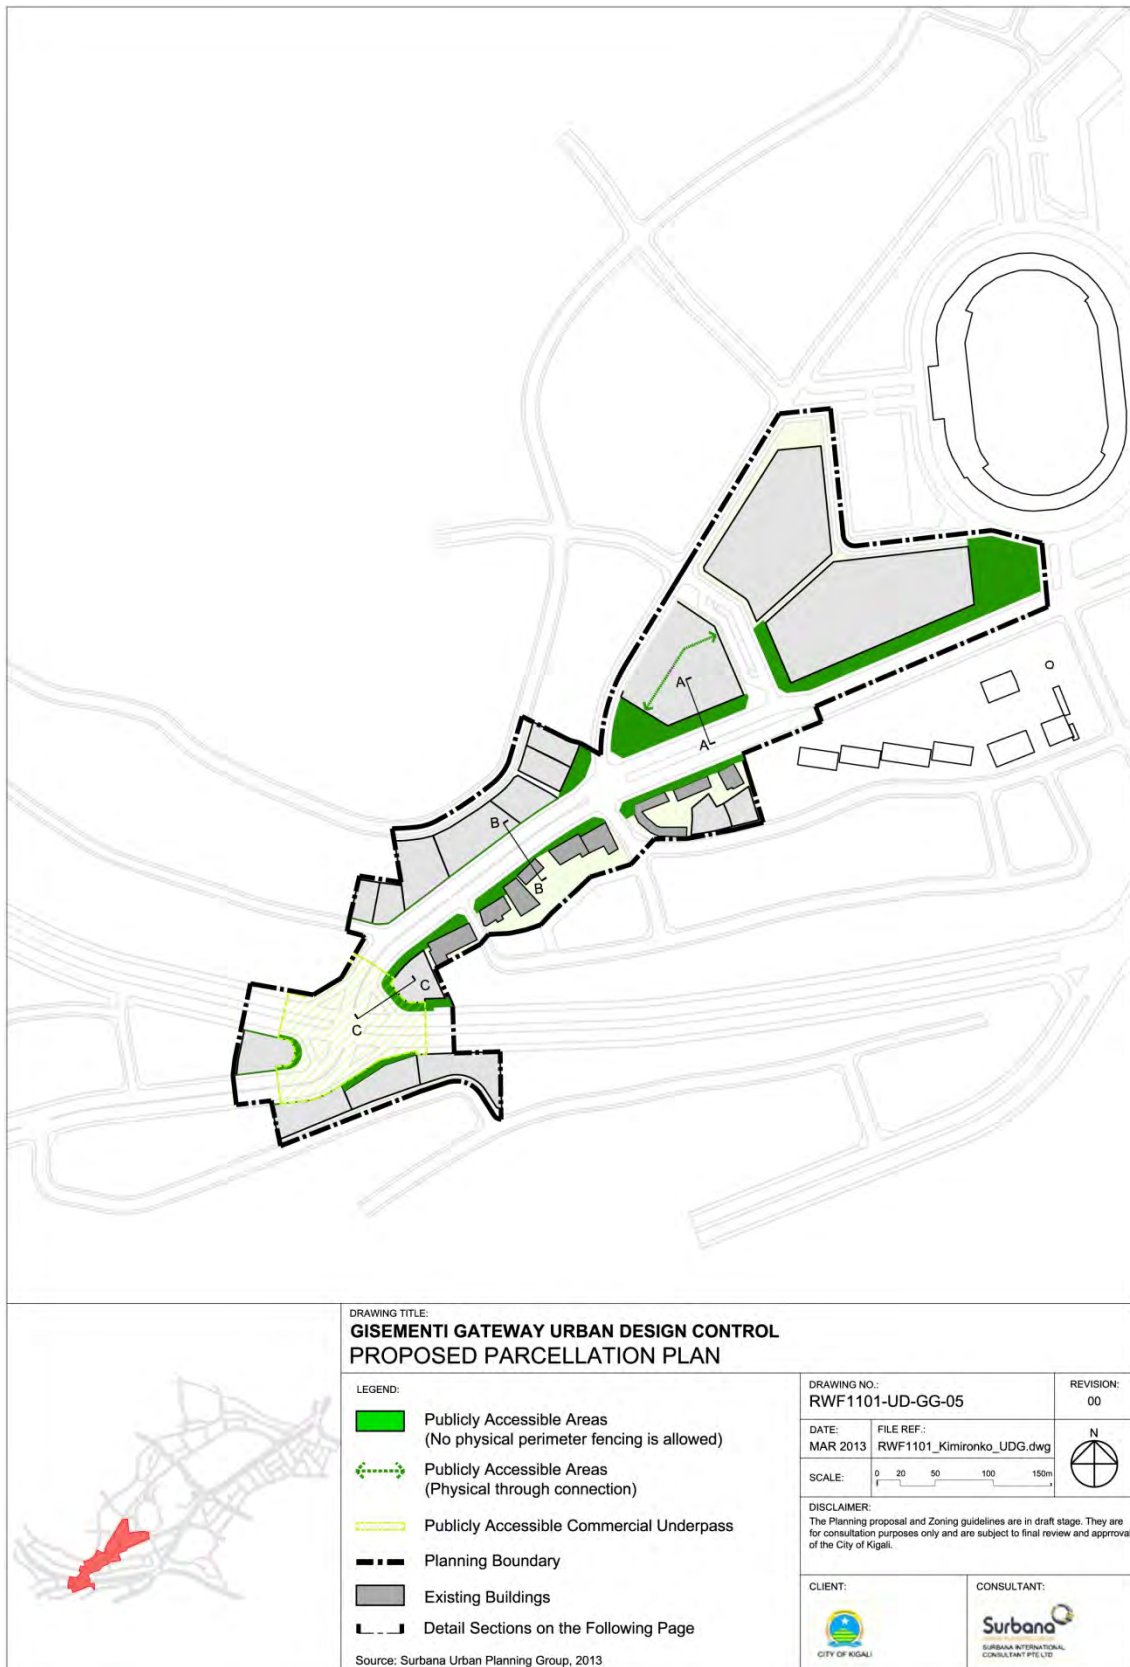 A
A
B
B
C
C
DRAWING TITLE:
GISEMENTI GATEWAY URBAN DESIGN CONTROL
PROPOSED PARCELLATION PLAN
LEGEND:
Publicly Accessible Areas
(No physical perimeter fencing is allowed)
Publicly Accessible Areas
(Physical through connection)
Publicly Accessible Commercial Underpass
Planning Boundary
Existing Buildings
Detail Sections on the Following Page
Source: Surbana Urban Planning Group, 2013
DRAWING NO.:
RWF1101-UD-GG-05
REVISION:
00
DATE:
MAR 2013
FILE REF.:
RWF1101_Kimironko_UDG.dwg
N
SCALE:
0 20 50 100 150m
DISCLAIMER:
The Planning proposal and Zoning guidelines are in draft stage. They are
for consultation purposes only and are subject to final review and approval
of the City of Kigali.
CLIENT:
CITY OF KIGALI
CONSULTANT:
Surbana
SURBANA INTERNATIONAL
CONSULTANT PTE LTD